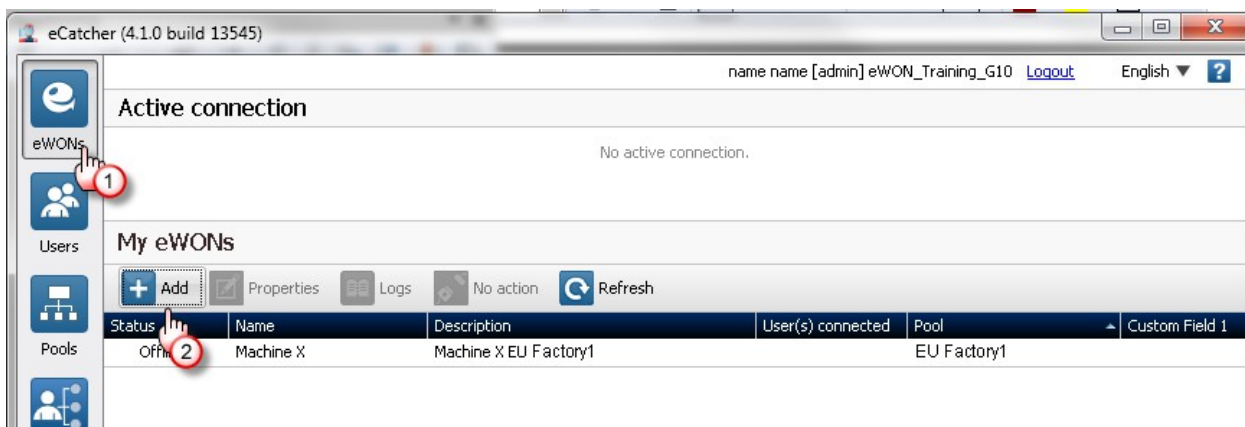 eCatcher (4.1.0 build 13545)
name name [admin] eWON_Training_G10 Logout English ?
Active connection
eWONs
No active connection.
1
Users
My eWONs
Add Properties Logs No action Refresh
Status Name Description User(s) connected Pool Custom Field 1
Pools
2 Machine X Machine X EU Factory1 EU Factory1